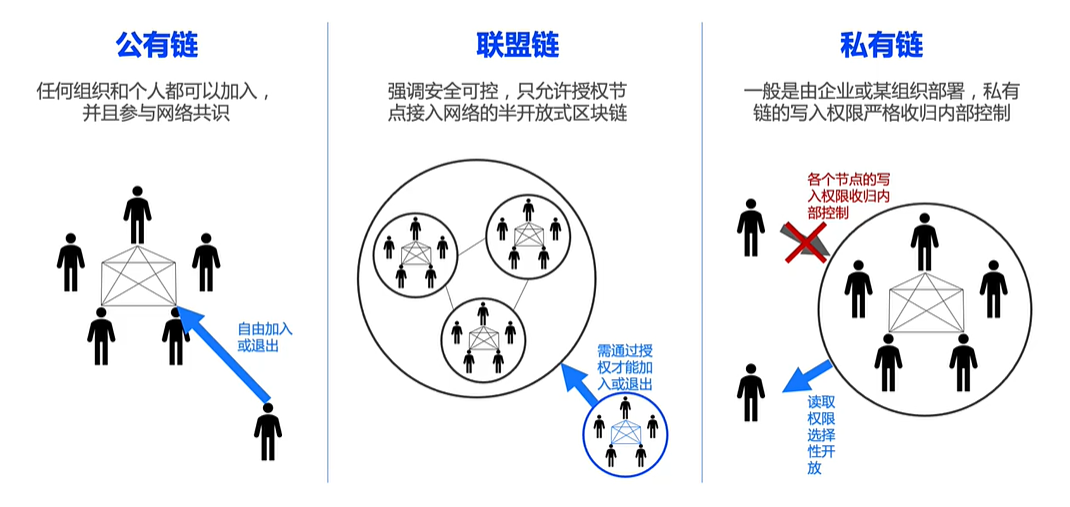 公有链
任何组织和个人都可以加入，
并且参与网络共识
自由加入
或退出
联盟链
强调安全可控，只允许授权节
点接入网络的半开放式区块链
需通过授
权才能加
入或退出
私有链
一般是由企业或某组织部署，私有
链的写入权限严格收归内部控制
各个节点的写
入权限收归内
部控制
读取
权限
选择
性开
放